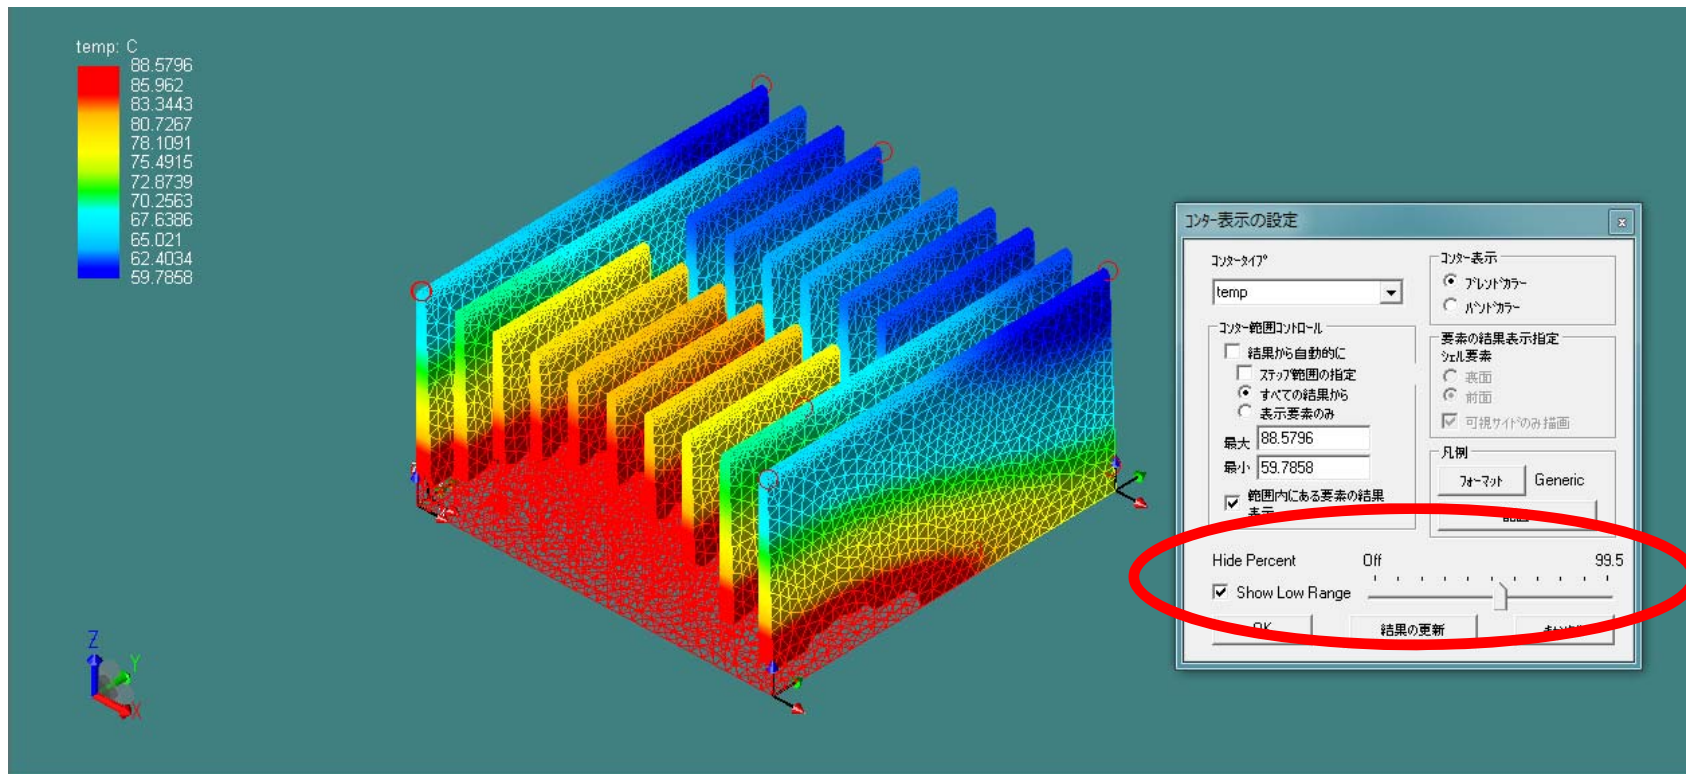 temp: C
88.5796
85.962
83.3443
80.7267
78.1091
75.4915
72.8739
70.2563
67.6386
65.021
62.4034
59.7858
Z
Y
X
コンター表示の設定
コンタータイプ
temp
コンター範囲コントロール
結果から自動的に
ステップ範囲の指定
すべての結果から
表示要素のみ
最大 88.5796
最小 59.7858
範囲内にある要素の結果
表示
コンター表示
ブレンドカラー
バンドカラー
要素の結果表示指定
シェル要素
裏面
前面
可視サイドのみ描画
凡例
フォーマット Generic
Hide Percent Off 99.5
Show Low Range
OK 結果の更新 キャンセル